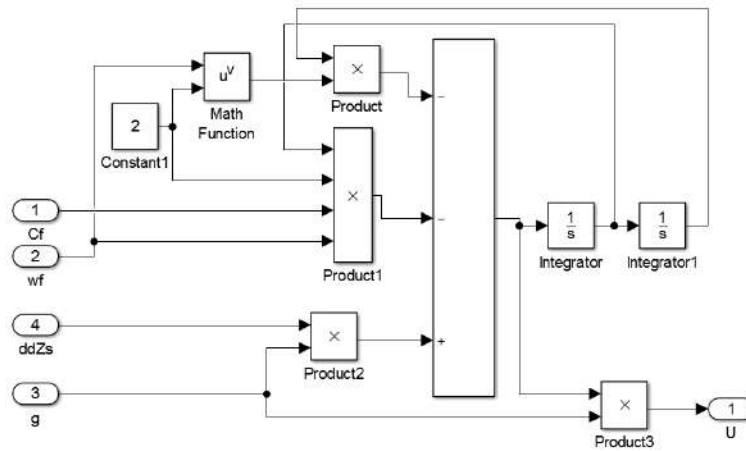 u^v
×
Product
Math
Function
2
Constant1
−
×
Product1
−
1
Cf
2
wf
1
s
Integrator
1
s
Integrator1
4
ddZs
×
Product2
+
3
g
×
Product3
1
U